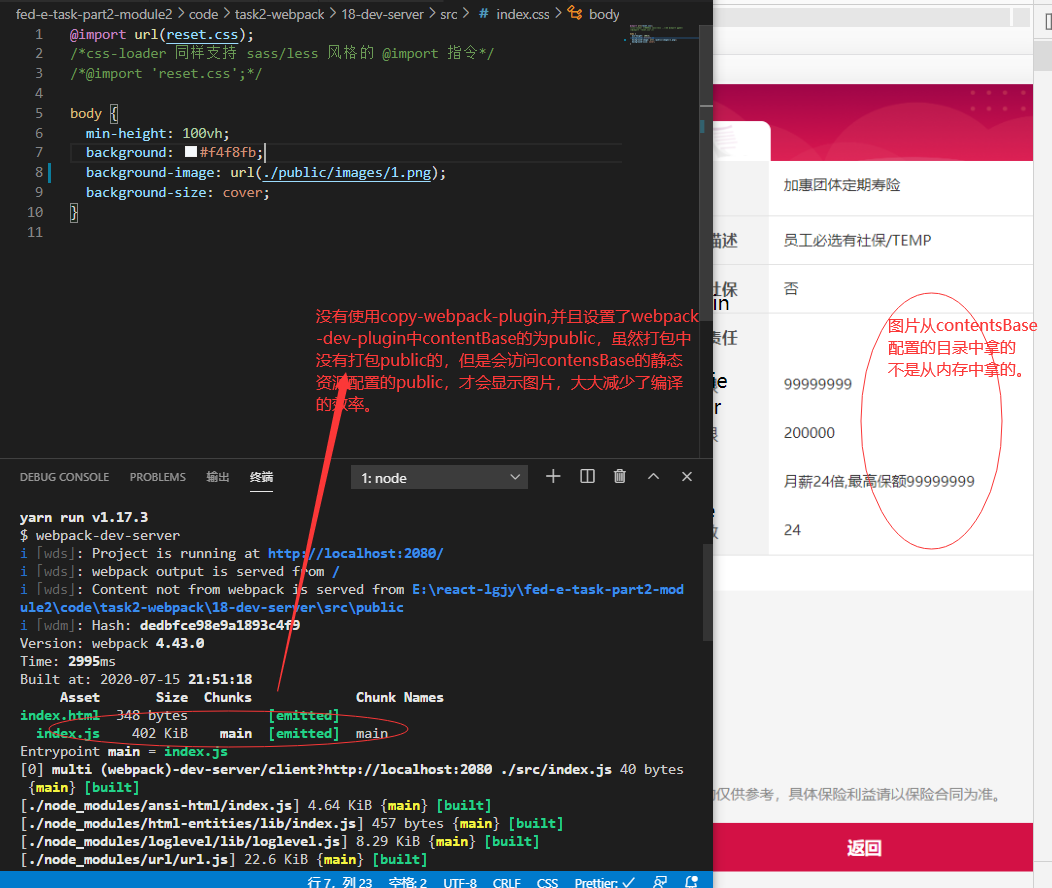 fed-e-task-part2-module2 > code > task2-webpack > 18-dev-server > src > # index.css > body
1 @import url(reset.css);
2 /*css-loader 同样支持 sass/less 风格的 @import 指令*/
3 /*@import 'reset.css';*/
4
5 body {
6 min-height: 100vh;
7 background: #f4f8fb;
8 background-image: url(./public/images/1.png);
9 background-size: cover;
10 }
11
没有使用copy-webpack-plugin,并且设置了webpack
-dev-plugin中contentBase的为public，虽然打包中
没有打包public的，但是会访问contensBase的静态
资源配置的public，才会显示图片，大大减少了编译
的效率。
DEBUG CONSOLE PROBLEMS 输出 终端 1: node
yarn run v1.17.3
$ webpack-dev-server
i ｢wds｣: Project is running at http://localhost:2080/
i ｢wds｣: webpack output is served from /
i ｢wds｣: Content not from webpack is served from E:\react-lgjy\fed-e-task-part2-mod
ule2\code\task2-webpack\18-dev-server\src\public
i ｢wdm｣: Hash: dedbfce98e9a1893c4f9
Version: webpack 4.43.0
Time: 2995ms
Built at: 2020-07-15 21:51:18
Asset Size Chunks Chunk Names
index.html 348 bytes [emitted]
index.js 402 KiB main [emitted] main
Entrypoint main = index.js
[0] multi (webpack)-dev-server/client?http://localhost:2080 ./src/index.js 40 bytes
{main} [built]
[./node_modules/ansi-html/index.js] 4.64 KiB {main} [built]
[./node_modules/html-entities/lib/index.js] 457 bytes {main} [built]
[./node_modules/loglevel/lib/loglevel.js] 8.29 KiB {main} [built]
[./node_modules/url/url.js] 22.6 KiB {main} [built]
行 7，列 23 空格: 2 UTF-8 CRLF CSS Prettier: ✓
加惠团体定期寿险
描述 员工必选有社保/TEMP
社保 否
in
责任
图片从contentsBase
配置的目录中拿的
不是从内存中拿的。
ie
99999999
r
200000
月薪24倍,最高保额99999999
24
仅供参考，具体保险利益请以保险合同为准。
返回